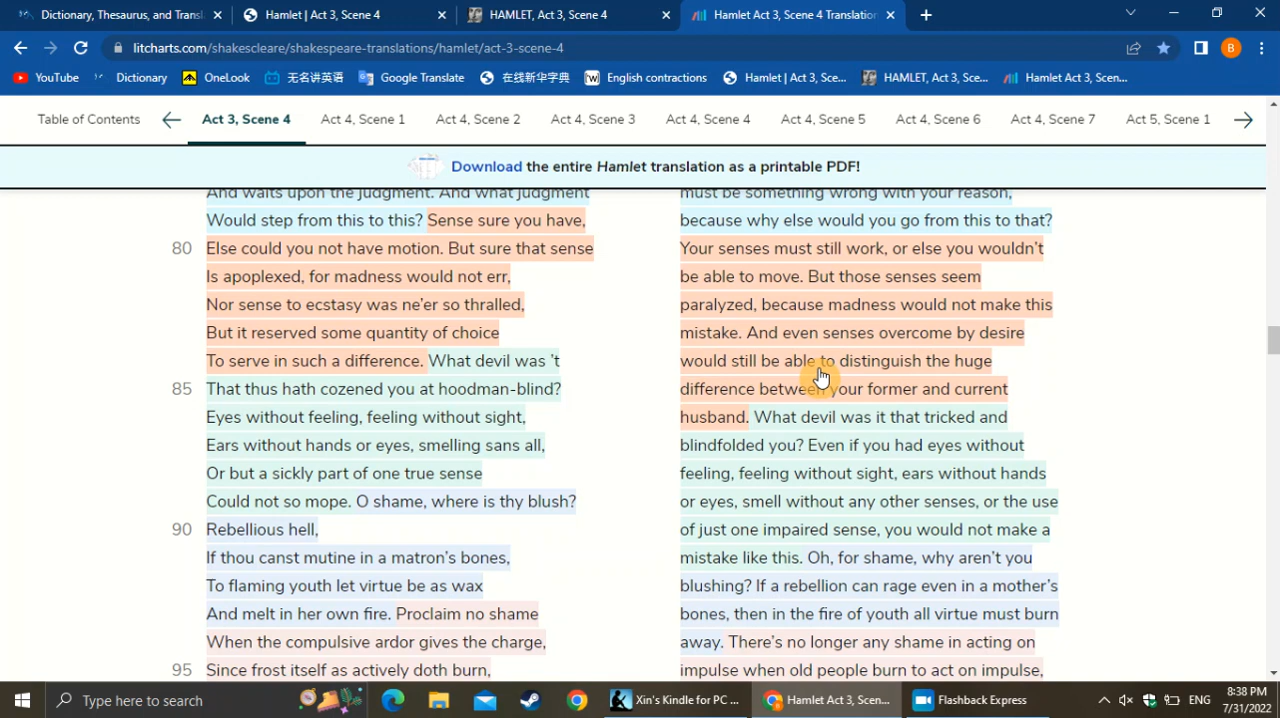 Dictionary, Thesaurus, and Transl
Hamlet | Act 3, Scene 4
HAMLET, Act 3, Scene 4
Hamlet Act 3, Scene 4 Translation
litcharts.com/shakescleare/shakespeare-translations/hamlet/act-3-scene-4
B
YouTube
Dictionary
OneLook
无名讲英语
Google Translate
在线新华字典
English contractions
Hamlet | Act 3, Sce...
HAMLET, Act 3, Sce...
Hamlet Act 3, Scen...
Table of Contents
Act 3, Scene 4
Act 4, Scene 1
Act 4, Scene 2
Act 4, Scene 3
Act 4, Scene 4
Act 4, Scene 5
Act 4, Scene 6
Act 4, Scene 7
Act 5, Scene 1
Download the entire Hamlet translation as a printable PDF!
And waits upon the judgment. And what judgment
Would step from this to this? Sense sure you have,
80 Else could you not have motion. But sure that sense
Is apoplexed, for madness would not err,
Nor sense to ecstasy was ne'er so thralled,
But it reserved some quantity of choice
To serve in such a difference. What devil was 't
85 That thus hath cozened you at hoodman-blind?
Eyes without feeling, feeling without sight,
Ears without hands or eyes, smelling sans all,
Or but a sickly part of one true sense
Could not so mope. O shame, where is thy blush?
90 Rebellious hell,
If thou canst mutine in a matron's bones,
To flaming youth let virtue be as wax
And melt in her own fire. Proclaim no shame
When the compulsive ardor gives the charge,
95 Since frost itself as actively doth burn,
must be something wrong with your reason,
because why else would you go from this to that?
Your senses must still work, or else you wouldn't
be able to move. But those senses seem
paralyzed, because madness would not make this
mistake. And even senses overcome by desire
would still be able to distinguish the huge
difference between your former and current
husband. What devil was it that tricked and
blindfolded you? Even if you had eyes without
feeling, feeling without sight, ears without hands
or eyes, smell without any other senses, or the use
of just one impaired sense, you would not make a
mistake like this. Oh, for shame, why aren't you
blushing? If a rebellion can rage even in a mother's
bones, then in the fire of youth all virtue must burn
away. There's no longer any shame in acting on
impulse when old people burn to act on impulse,
Type here to search
Xin's Kindle for PC ...
Hamlet Act 3, Scen...
Flashback Express
ENG
8:38 PM
7/31/2022